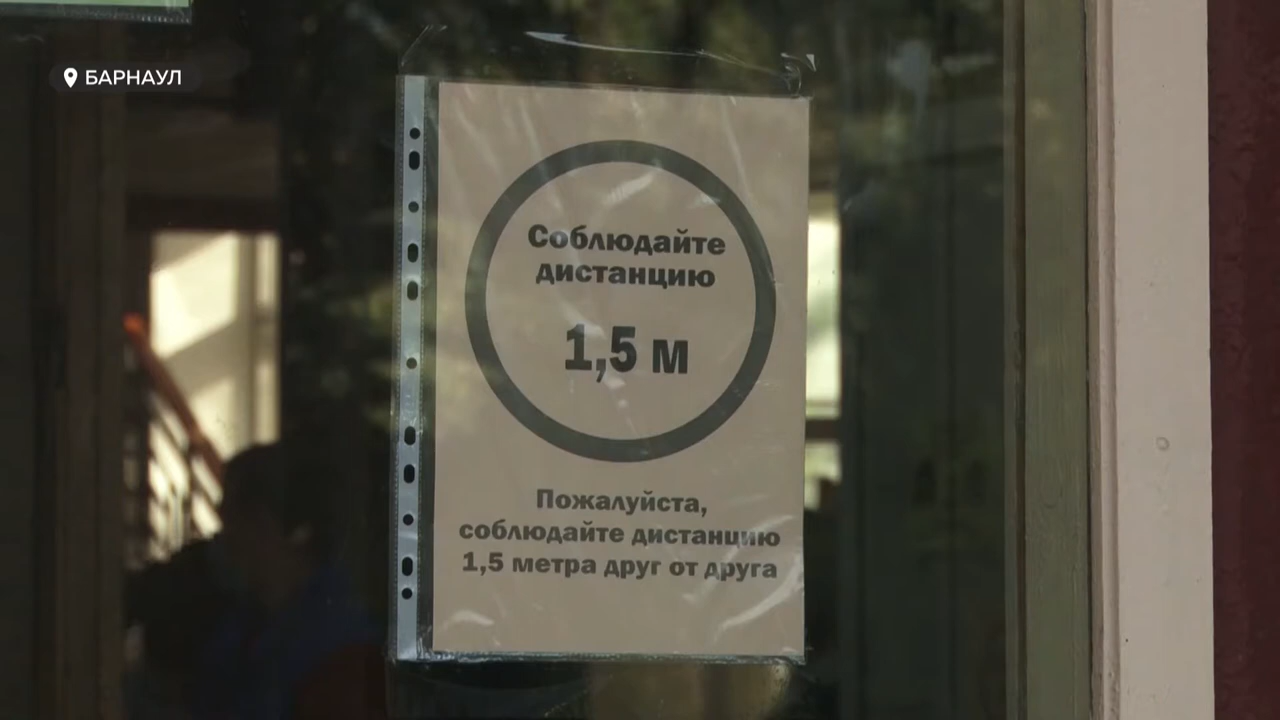 БАРНАУЛ
Соблюдайте
дистанцию
1,5 м
Пожалуйста,
соблюдайте дистанцию
1,5 метра друг от друга